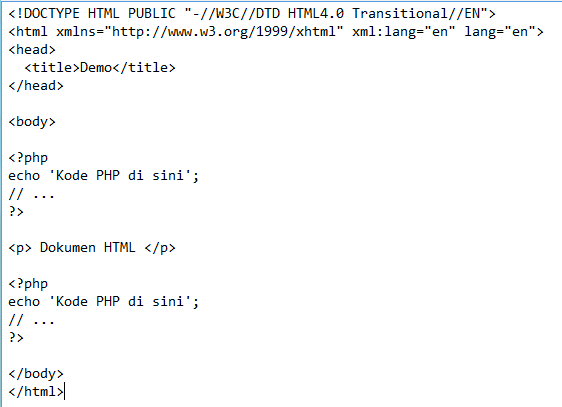 <!DOCTYPE HTML PUBLIC "-//W3C//DTD HTML4.0 Transitional//EN">
<html xmlns="http://www.w3.org/1999/xhtml" xml:lang="en" lang="en">
<head>
  <title>Demo</title>
</head>
<body>
<?php
echo 'Kode PHP di sini';
// ...
?>
<p> Dokumen HTML </p>
<?php
echo 'Kode PHP di sini';
// ...
?>
</body>
</html>